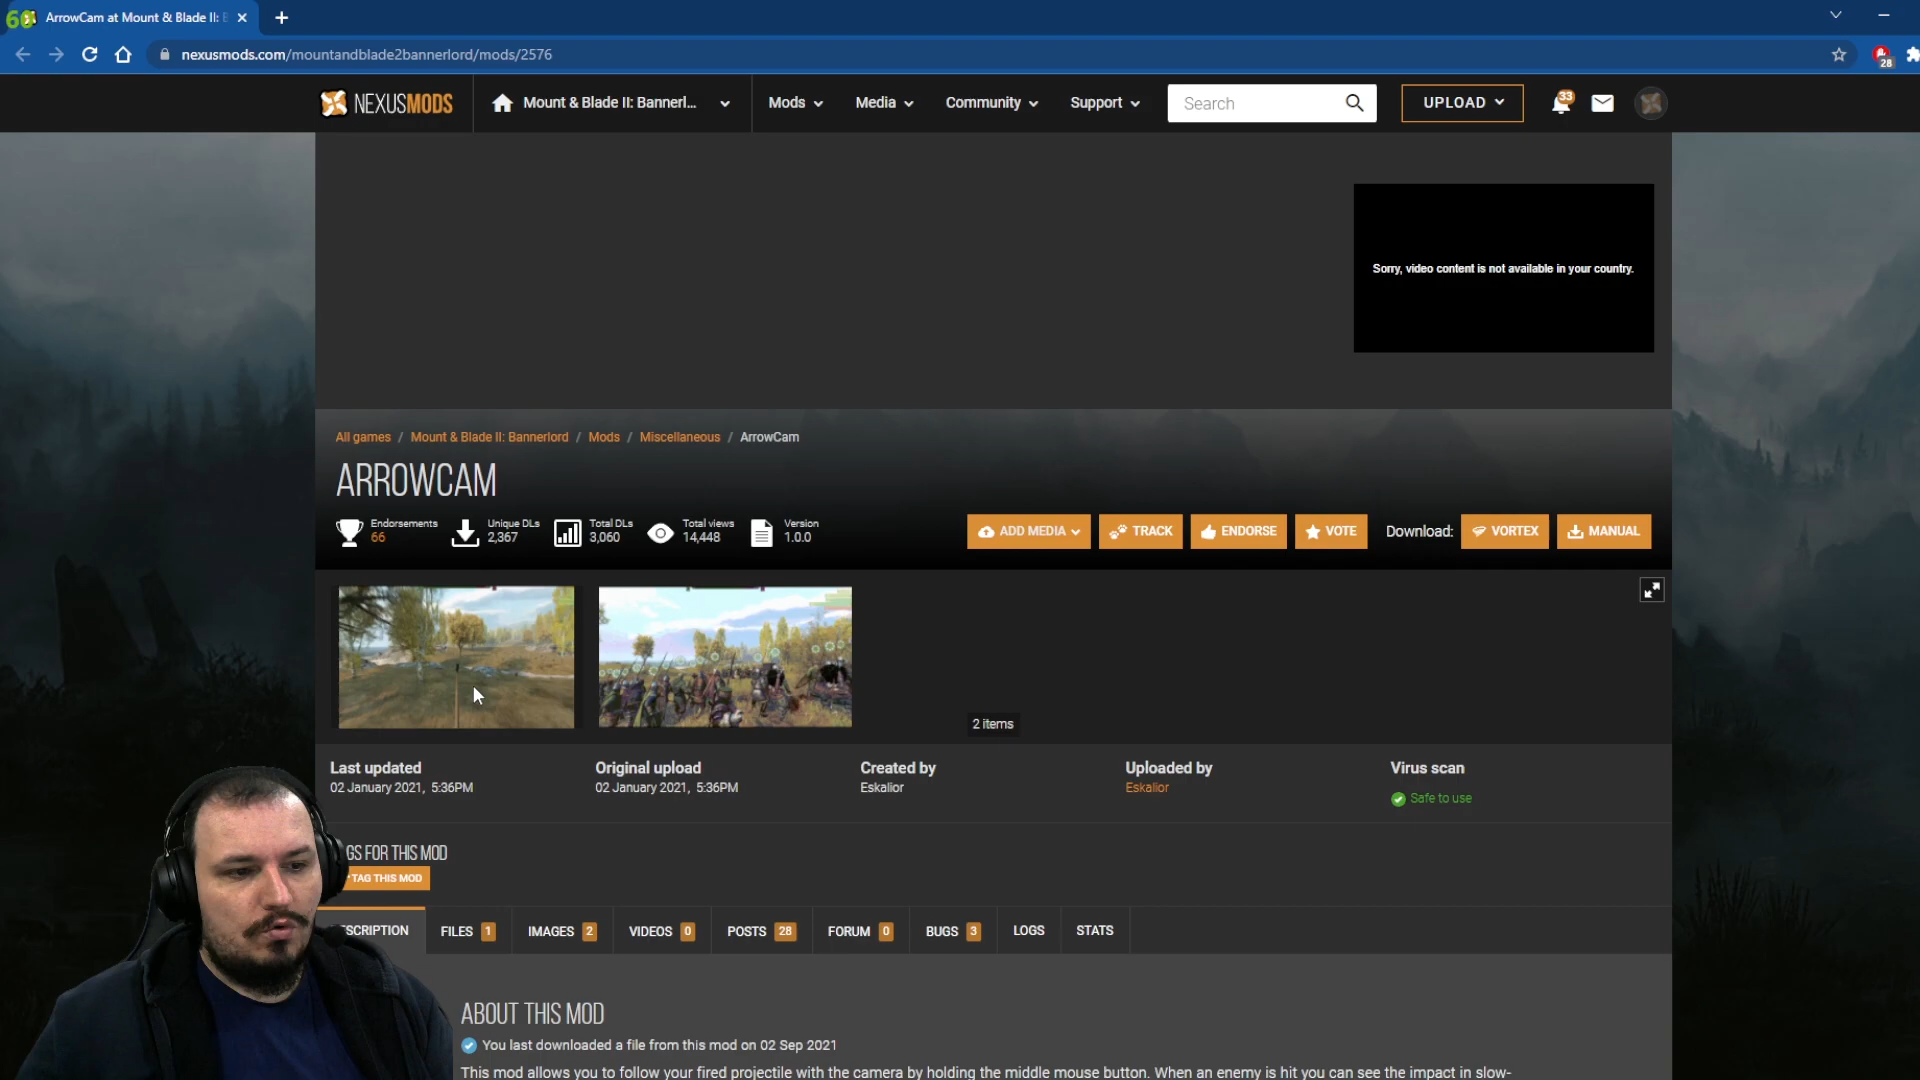 60
ArrowCam at Mount & Blade II: B
nexusmods.com/mountandblade2bannerlord/mods/2576
28
NEXUSMODS
Mount & Blade II: Bannerl...
Mods
Media
Community
Support
Search
UPLOAD
33
Sorry, video content is not available in your country.
All games / Mount & Blade II: Bannerlord / Mods / Miscellaneous / ArrowCam
ARROWCAM
Endorsements
66
Unique DLs
2,367
Total DLs
3,060
Total views
14,448
Version
1.0.0
ADD MEDIA
TRACK
ENDORSE
VOTE
Download:
VORTEX
MANUAL
2 items
Last updated
02 January 2021, 5:36PM
Original upload
02 January 2021, 5:36PM
Created by
Eskalior
Uploaded by
Eskalior
Virus scan
Safe to use
GS FOR THIS MOD
TAG THIS MOD
ESCRIPTION
FILES 1
IMAGES 2
VIDEOS 0
POSTS 28
FORUM 0
BUGS 3
LOGS
STATS
ABOUT THIS MOD
You last downloaded a file from this mod on 02 Sep 2021
This mod allows you to follow your fired projectile with the camera by holding the middle mouse button. When an enemy is hit you can see the impact in slow-